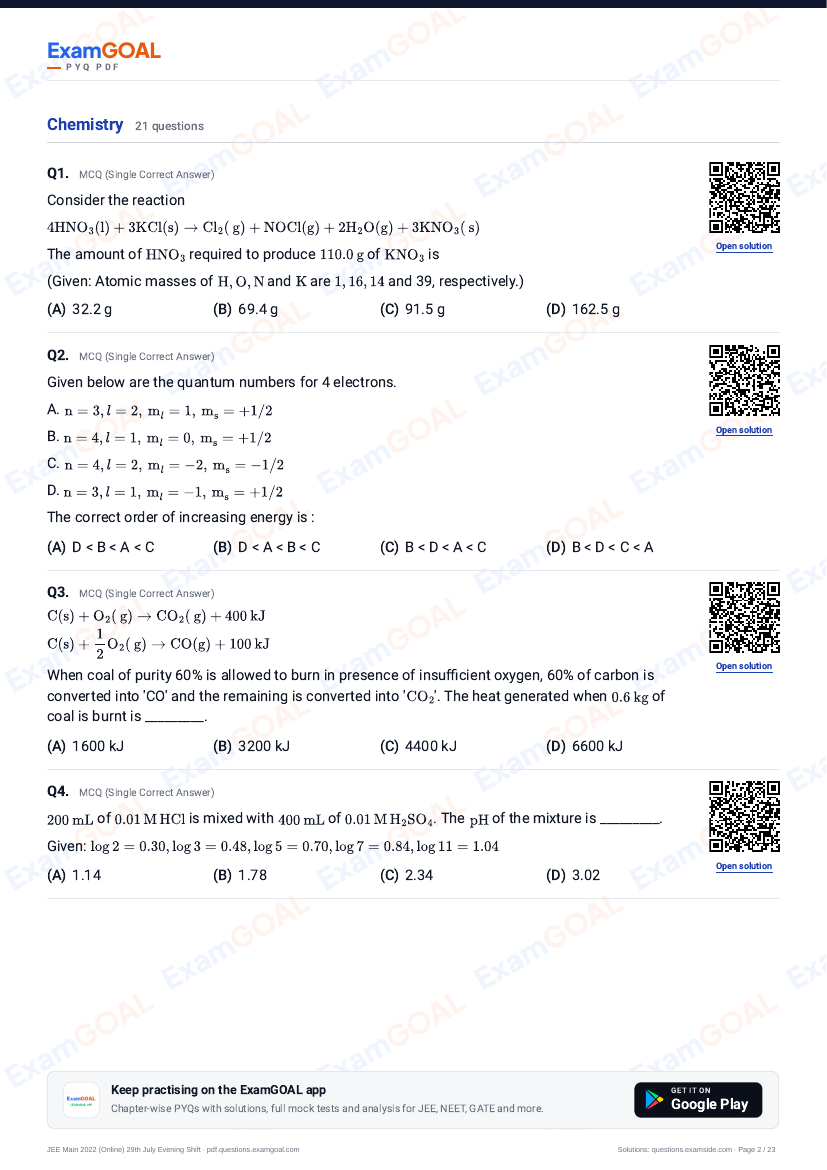 ExamGOAL
PYQ PDF
Chemistry 21 questions
Q1. MCQ (Single Correct Answer)
Consider the reaction
4HNO₃(l) + 3KCl(s) → Cl₂( g) + NOCl(g) + 2H₂O(g) + 3KNO₃( s)
The amount of HNO₃ required to produce 110.0 g of KNO₃ is
(Given: Atomic masses of H, O, N and K are 1, 16, 14 and 39, respectively.)
(A) 32.2 g (B) 69.4 g (C) 91.5 g (D) 162.5 g
Open solution
Q2. MCQ (Single Correct Answer)
Given below are the quantum numbers for 4 electrons.
A. n = 3, l = 2, m_l = 1, m_s = +1/2
B. n = 4, l = 1, m_l = 0, m_s = +1/2
C. n = 4, l = 2, m_l = −2, m_s = −1/2
D. n = 3, l = 1, m_l = −1, m_s = +1/2
The correct order of increasing energy is :
(A) D < B < A < C (B) D < A < B < C (C) B < D < A < C (D) B < D < C < A
Open solution
Q3. MCQ (Single Correct Answer)
C(s) + O₂( g) → CO₂( g) + 400 kJ
C(s) + 1/2 O₂( g) → CO(g) + 100 kJ
When coal of purity 60% is allowed to burn in presence of insufficient oxygen, 60% of carbon is
converted into 'CO' and the remaining is converted into 'CO₂'. The heat generated when 0.6 kg of
coal is burnt is _________.
(A) 1600 kJ (B) 3200 kJ (C) 4400 kJ (D) 6600 kJ
Open solution
Q4. MCQ (Single Correct Answer)
200 mL of 0.01 M HCl is mixed with 400 mL of 0.01 M H₂SO₄. The pH of the mixture is _________.
Given: log 2 = 0.30, log 3 = 0.48, log 5 = 0.70, log 7 = 0.84, log 11 = 1.04
(A) 1.14 (B) 1.78 (C) 2.34 (D) 3.02
Open solution
Keep practising on the ExamGOAL app
Chapter-wise PYQs with solutions, full mock tests and analysis for JEE, NEET, GATE and more.
GET IT ON
Google Play
JEE Main 2022 (Online) 29th July Evening Shift · pdf.questions.examgoal.com
Solutions: questions.examside.com · Page 2 / 23